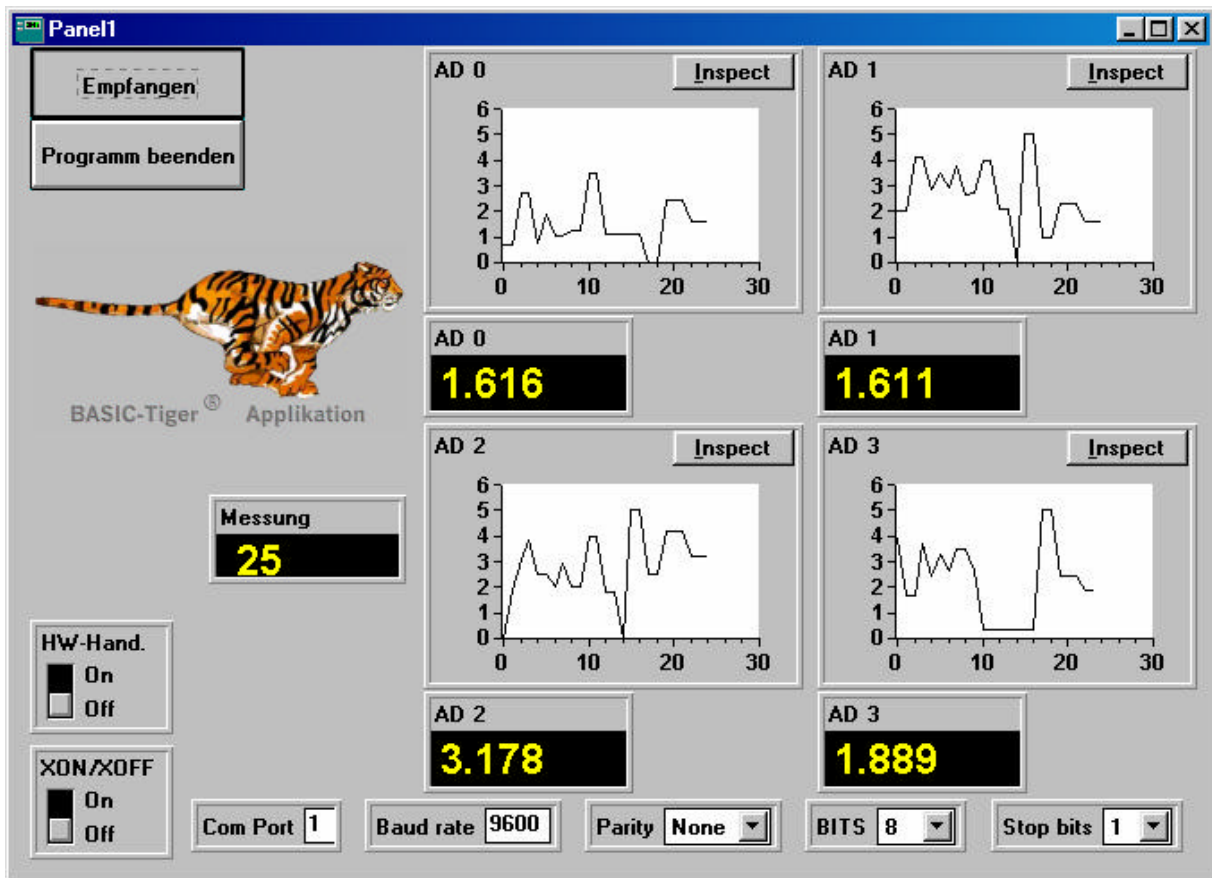 Panel1
Empfangen
Programm beenden
BASIC-Tiger ® Applikation
Messung
25
HW-Hand.
On
Off
XON/XOFF
On
Off
AD 0
Inspect
6
5
4
3
2
1
0
0 10 20 30
AD 0
1.616
AD 1
Inspect
6
5
4
3
2
1
0
0 10 20 30
AD 1
1.611
AD 2
Inspect
6
5
4
3
2
1
0
0 10 20 30
AD 2
3.178
AD 3
Inspect
6
5
4
3
2
1
0
0 10 20 30
AD 3
1.889
Com Port 1
Baud rate 9600
Parity None
BITS 8
Stop bits 1